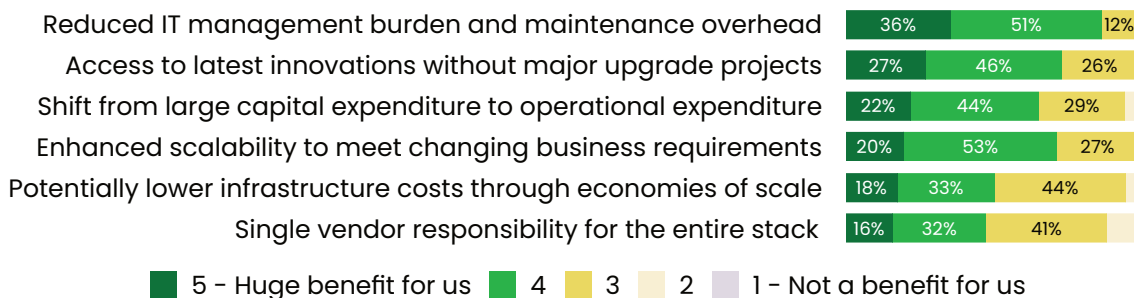 Reduced IT management burden and maintenance overhead 36% 51% 12%
Access to latest innovations without major upgrade projects 27% 46% 26%
Shift from large capital expenditure to operational expenditure 22% 44% 29%
Enhanced scalability to meet changing business requirements 20% 53% 27%
Potentially lower infrastructure costs through economies of scale 18% 33% 44%
Single vendor responsibility for the entire stack 16% 32% 41%
5 - Huge benefit for us 4 3 2 1 - Not a benefit for us